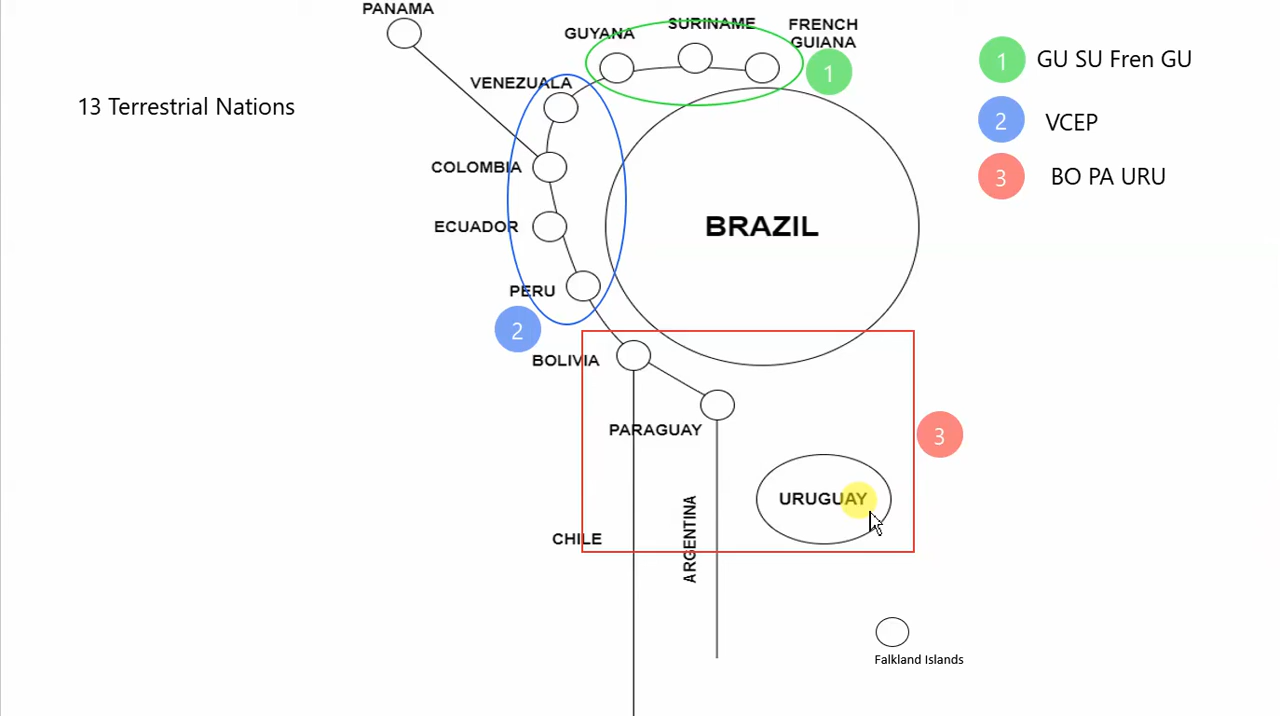 PANAMA
GUYANA
SURINAME
FRENCH
GUIANA
1
1 GU SU Fren GU
VENEZUALA
13 Terrestrial Nations
2 VCEP
COLOMBIA
3 BO PA URU
ECUADOR
BRAZIL
PERU
2
BOLIVIA
PARAGUAY
3
URUGUAY
CHILE
ARGENTINA
Falkland Islands